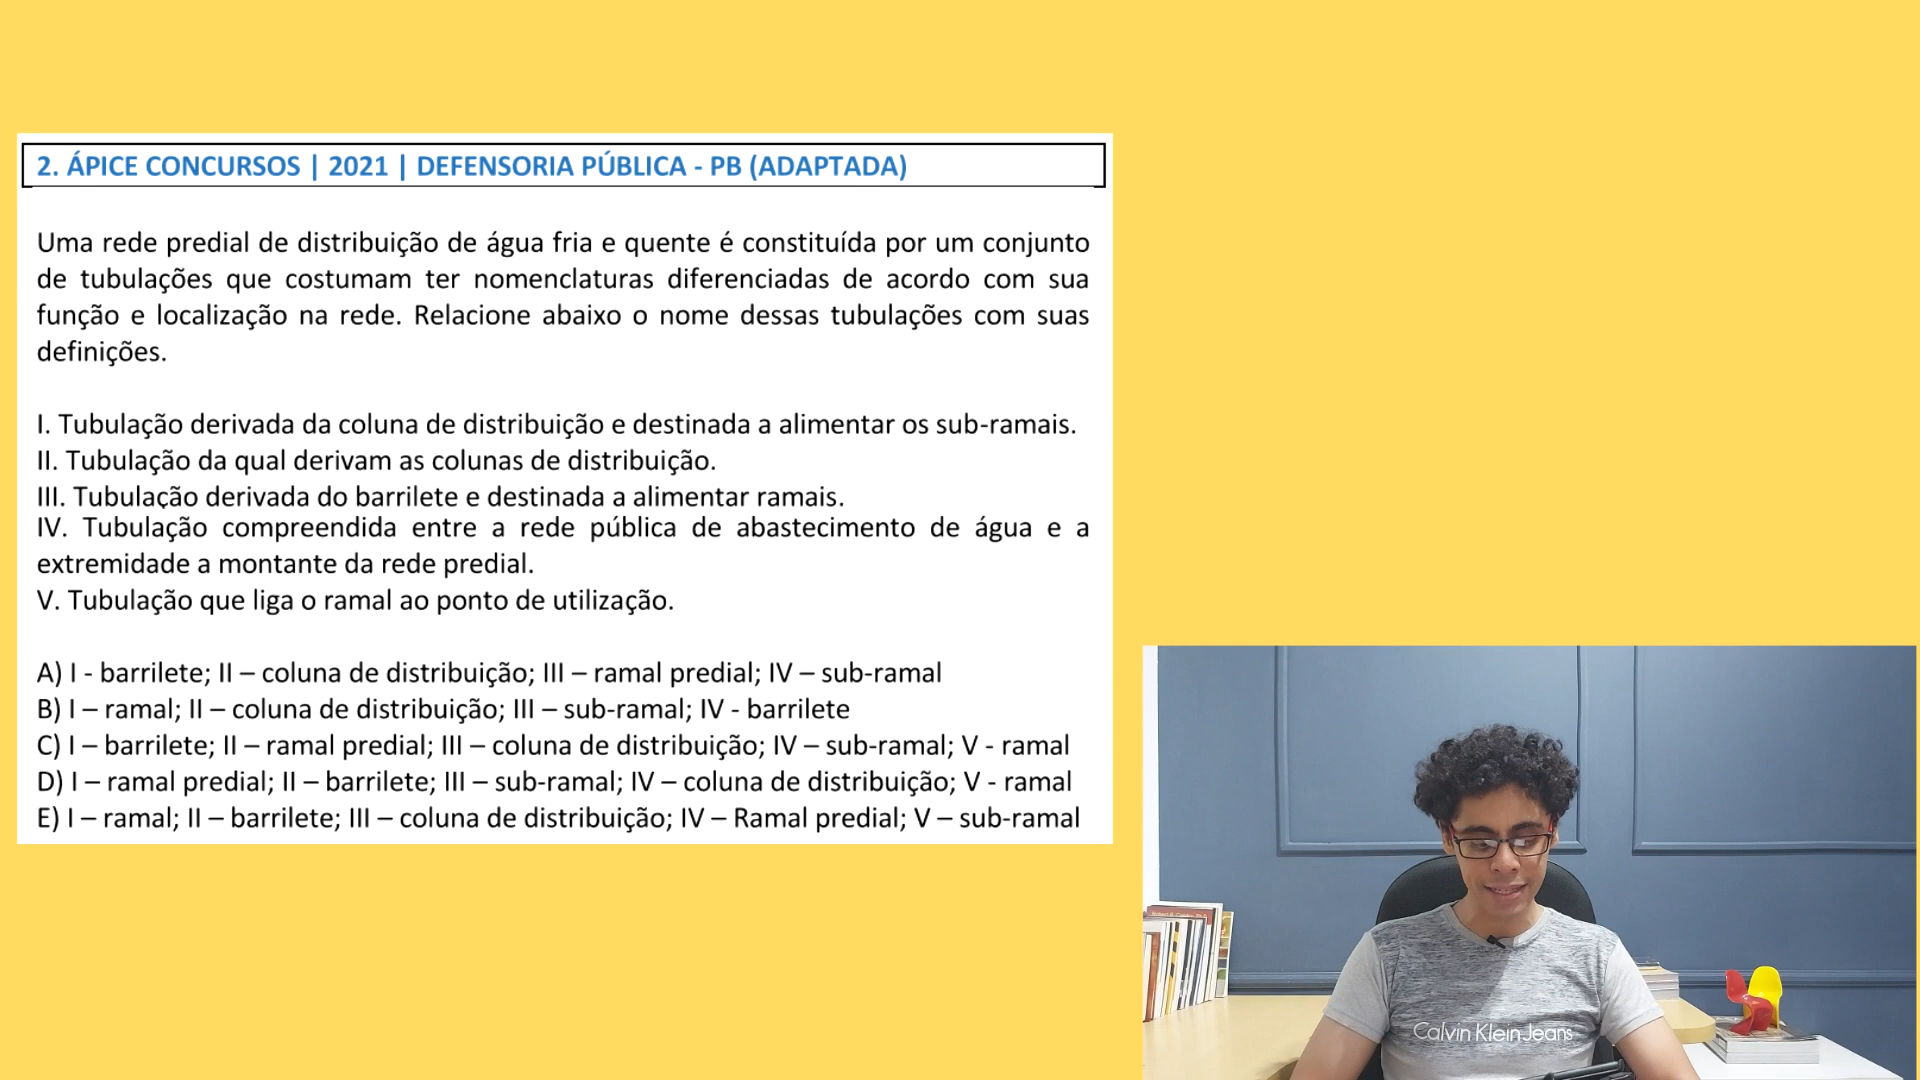 2. ÁPICE CONCURSOS | 2021 | DEFENSORIA PÚBLICA - PB (ADAPTADA)
Uma rede predial de distribuição de água fria e quente é constituída por um conjunto
de tubulações que costumam ter nomenclaturas diferenciadas de acordo com sua
função e localização na rede. Relacione abaixo o nome dessas tubulações com suas
definições.
I. Tubulação derivada da coluna de distribuição e destinada a alimentar os sub-ramais.
II. Tubulação da qual derivam as colunas de distribuição.
III. Tubulação derivada do barrilete e destinada a alimentar ramais.
IV. Tubulação compreendida entre a rede pública de abastecimento de água e a
extremidade a montante da rede predial.
V. Tubulação que liga o ramal ao ponto de utilização.
A) I - barrilete; II – coluna de distribuição; III – ramal predial; IV – sub-ramal
B) I – ramal; II – coluna de distribuição; III – sub-ramal; IV - barrilete
C) I – barrilete; II – ramal predial; III – coluna de distribuição; IV – sub-ramal; V - ramal
D) I – ramal predial; II – barrilete; III – sub-ramal; IV – coluna de distribuição; V - ramal
E) I – ramal; II – barrilete; III – coluna de distribuição; IV – Ramal predial; V – sub-ramal
Calvin Klein Jeans